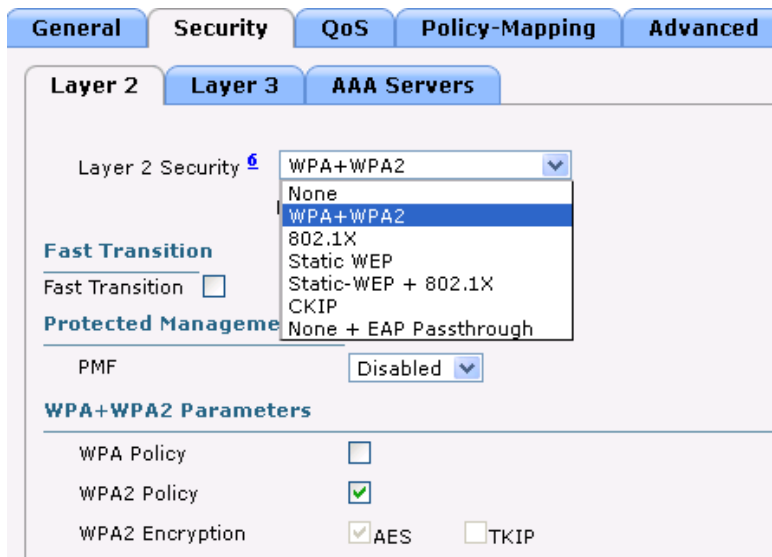 General Security QoS Policy-Mapping Advanced
Layer 2 Layer 3 AAA Servers
Layer 2 Security 6 WPA+WPA2
None
WPA+WPA2
802.1X
Static WEP
Static-WEP + 802.1X
CKIP
None + EAP Passthrough
Fast Transition
Fast Transition
Protected Manageme
PMF Disabled
WPA+WPA2 Parameters
WPA Policy
WPA2 Policy
WPA2 Encryption AES TKIP